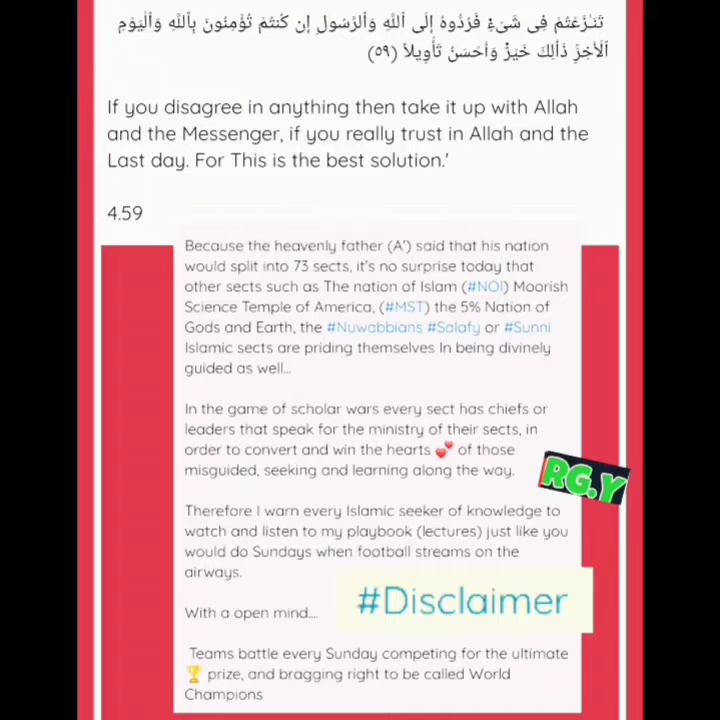 تَنَـٰزَعۡتُمۡ فِی شَیۡءࣲ فَرُدُّوهُ إِلَى ٱللَّهِ وَٱلرَّسُولِ إِن كُنتُمۡ تُؤۡمِنُونَ بِٱللَّهِ وَٱلۡیَوۡمِ
ٱلۡـَٔاخِرِۚ ذَ ٰ⁠لِكَ خَیۡرࣱ وَأَحۡسَنُ تَأۡوِیلًا (٥٩)
If you disagree in anything then take it up with Allah
and the Messenger, if you really trust in Allah and the
Last day. For This is the best solution.'
4.59
Because the heavenly father (A') said that his nation
would split into 73 sects, it's no surprise today that
other sects such as The nation of Islam (#NOI) Moorish
Science Temple of America, (#MST) the 5% Nation of
Gods and Earth, the #Nuwabbians #Salafy or #Sunni
Islamic sects are priding themselves In being divinely
guided as well...
In the game of scholar wars every sect has chiefs or
leaders that speak for the ministry of their sects, in
order to convert and win the hearts 💕 of those
misguided, seeking and learning along the way.
RG.Y
Therefore I warn every Islamic seeker of knowledge to
watch and listen to my playbook (lectures) just like you
would do Sundays when football streams on the
airways.
With a open mind....
#Disclaimer
Teams battle every Sunday competing for the ultimate
🏆 prize, and bragging right to be called World
Champions